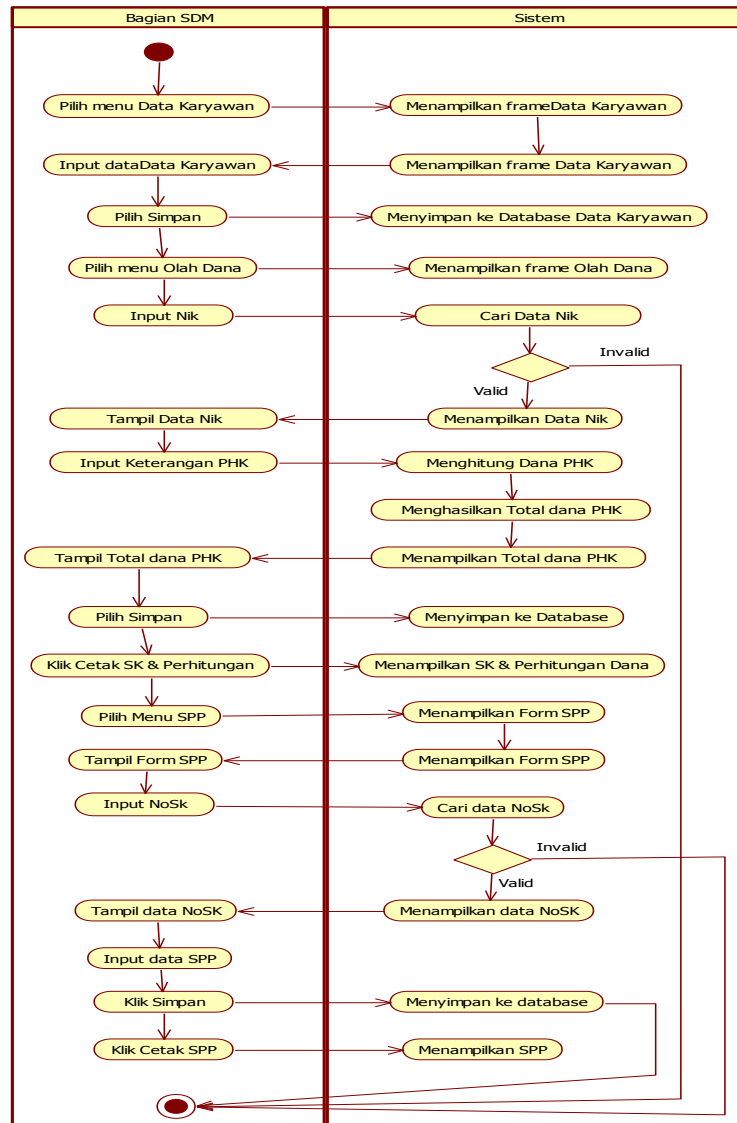 Bagian SDM
Sistem
Pilih menu Data Karyawan
Menampilkan frameData Karyawan
Input dataData Karyawan
Menampilkan frame Data Karyawan
Pilih Simpan
Menyimpan ke Database Data Karyawan
Pilih menu Olah Dana
Menampilkan frame Olah Dana
Input Nik
Cari Data Nik
Invalid
Valid
Tampil Data Nik
Menampilkan Data Nik
Input Keterangan PHK
Menghitung Dana PHK
Menghasilkan Total dana PHK
Tampil Total dana PHK
Menampilkan Total dana PHK
Pilih Simpan
Menyimpan ke Database
Klik Cetak SK & Perhitungan
Menampilkan SK & Perhitungan Dana
Pilih Menu SPP
Menampilkan Form SPP
Tampil Form SPP
Menampilkan Form SPP
Input NoSk
Cari data NoSk
Invalid
Valid
Tampil data NoSK
Menampilkan data NoSK
Input data SPP
Klik Simpan
Menyimpan ke database
Klik Cetak SPP
Menampilkan SPP